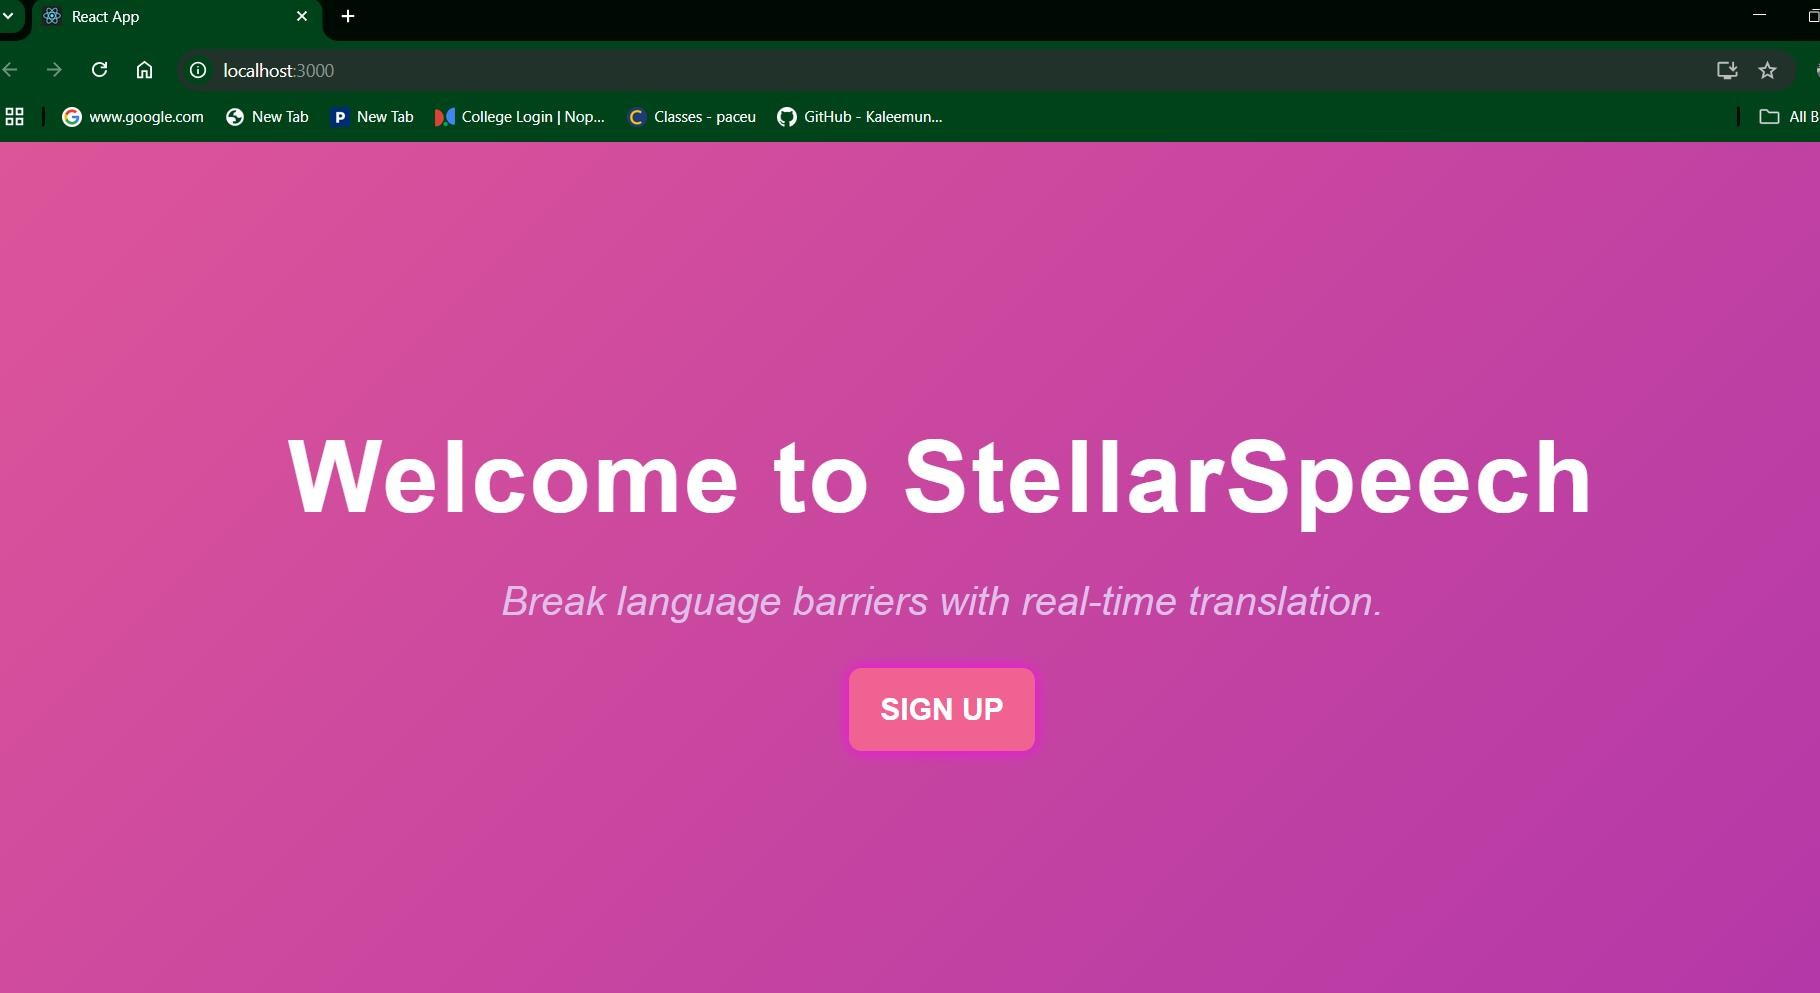 React App
localhost:3000
www.google.com
New Tab
P New Tab
College Login | Nop...
Classes - paceu
GitHub - Kaleemun...
All B
Welcome to StellarSpeech
Break language barriers with real-time translation.
SIGN UP